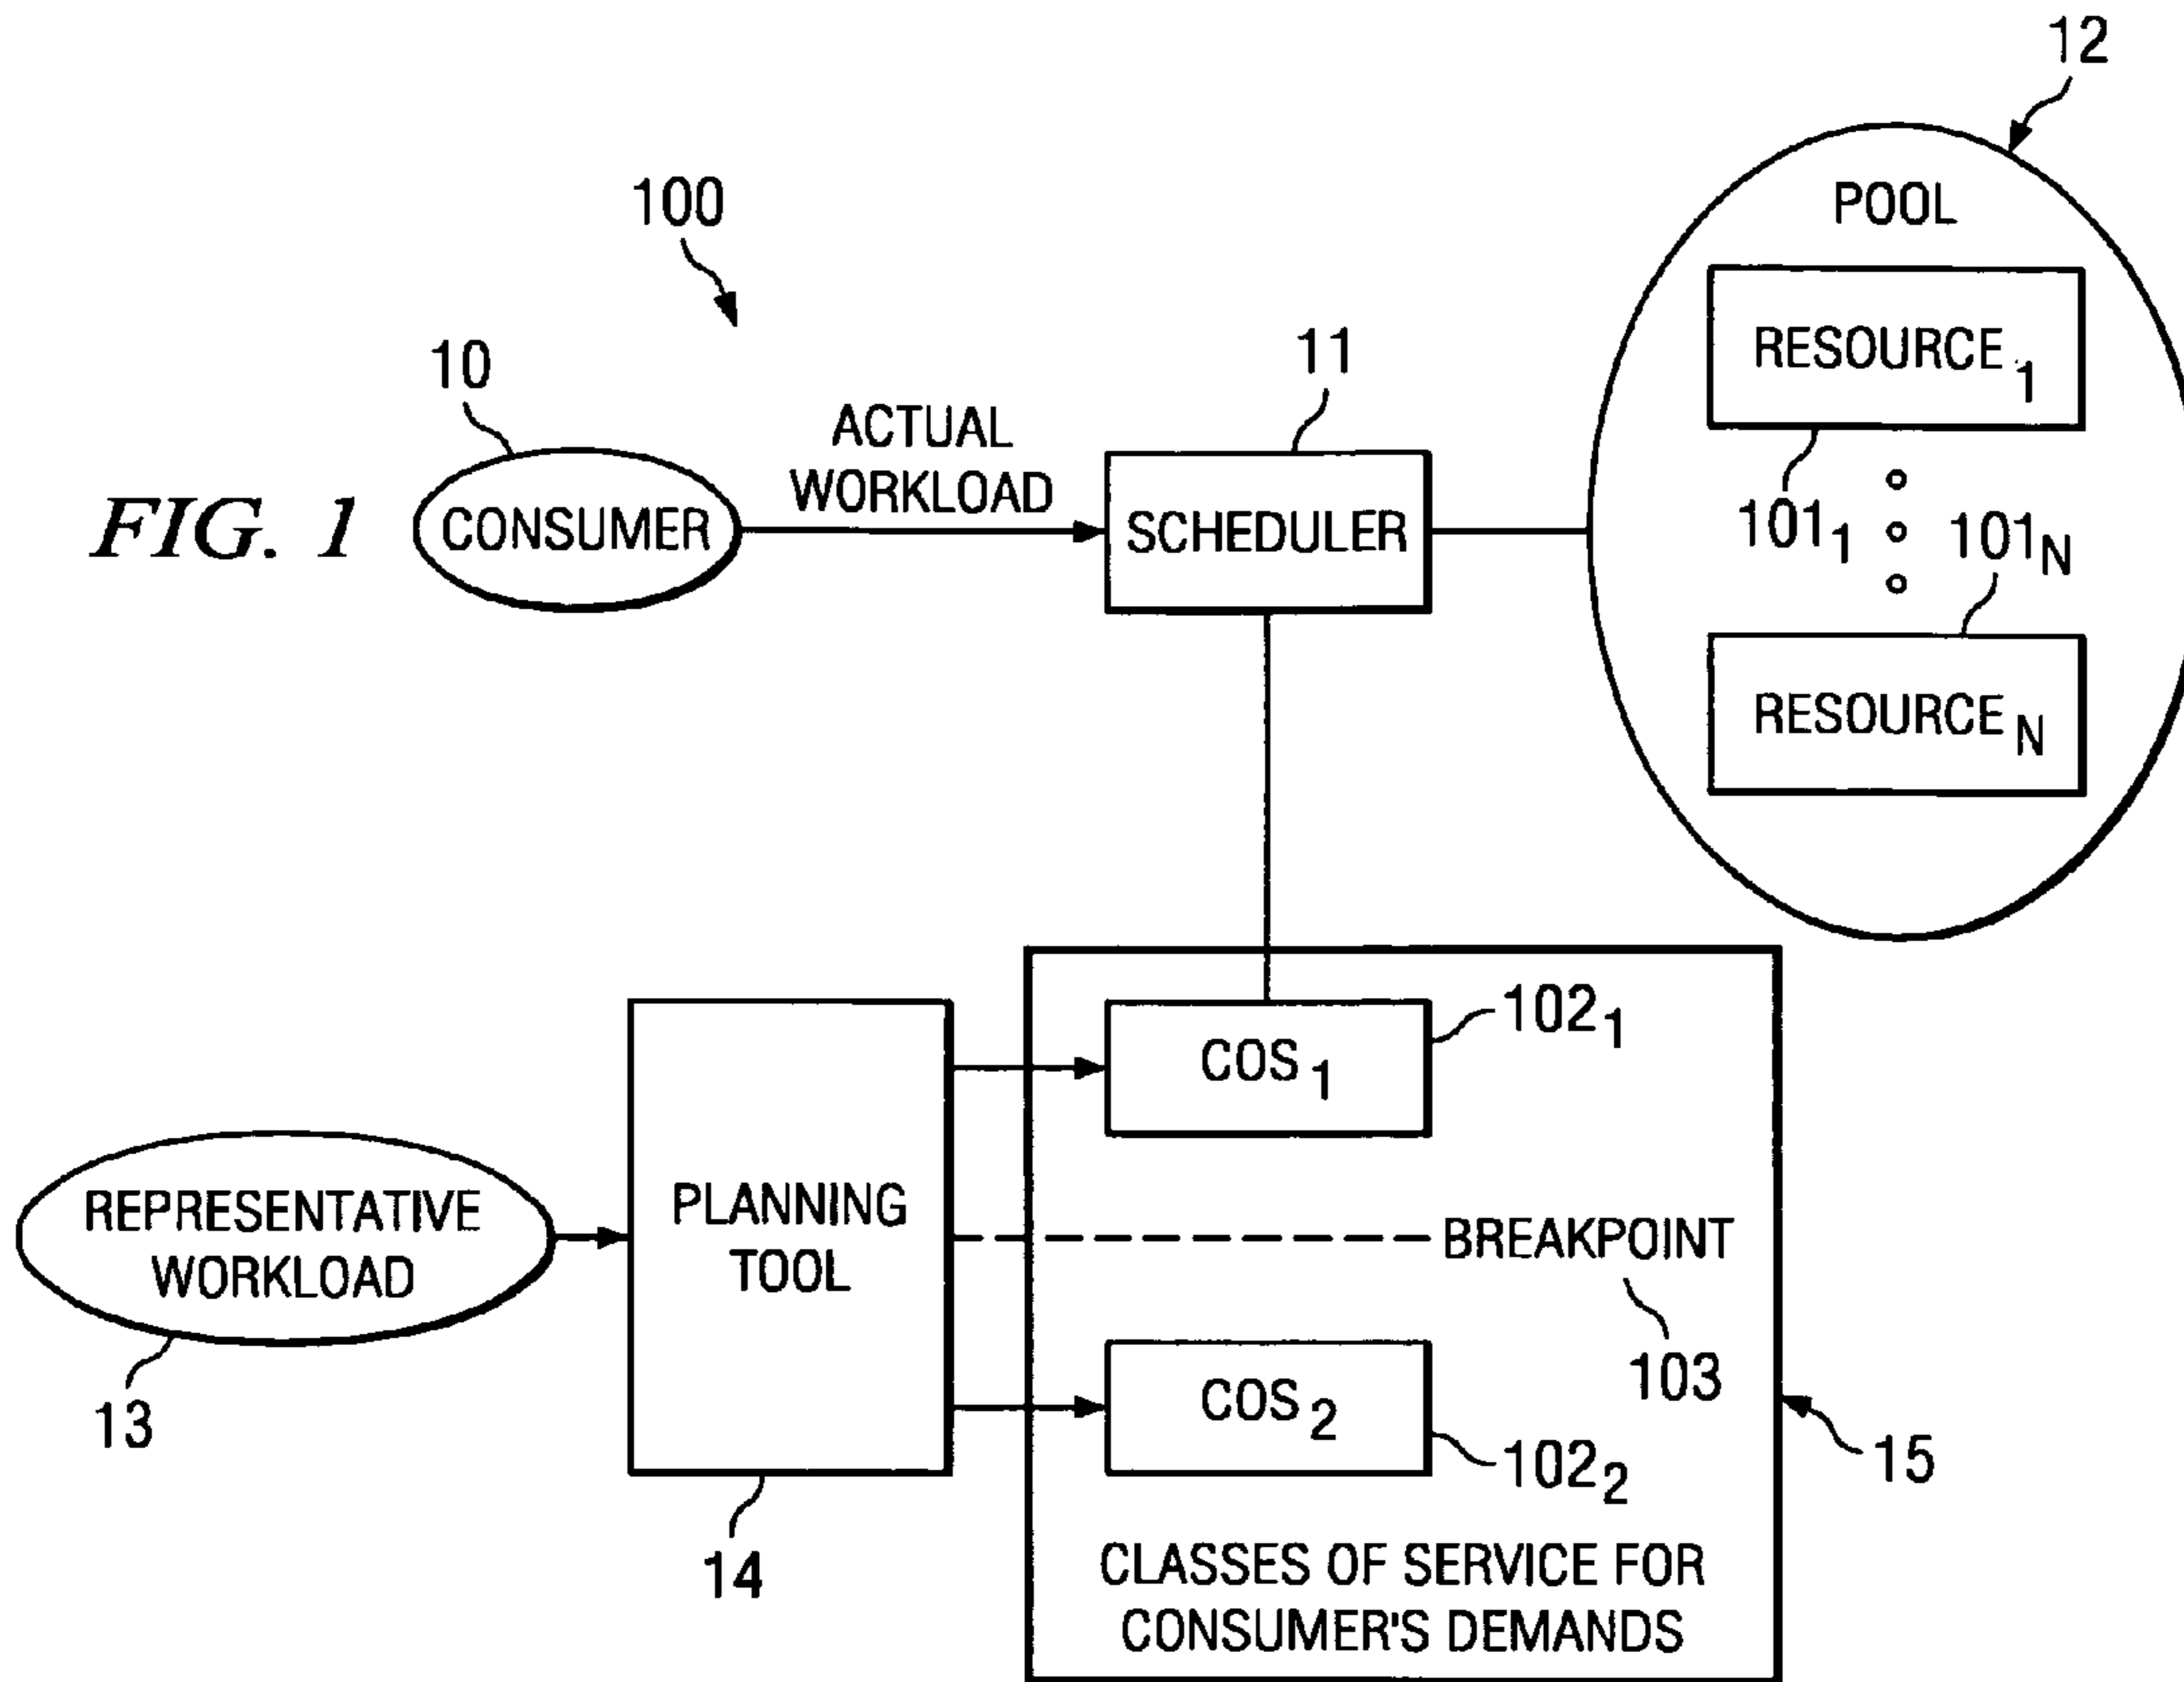 12
POOL
100
RESOURCE 1
10
11
ACTUAL
WORKLOAD
FIG. 1
CONSUMER
SCHEDULER
101 1
101 N
RESOURCE N
COS 1
102 1
REPRESENTATIVE
WORKLOAD
PLANNING
TOOL
BREAKPOINT
103
COS 2
13
102 2
15
14
CLASSES OF SERVICE FOR
CONSUMER'S DEMANDS